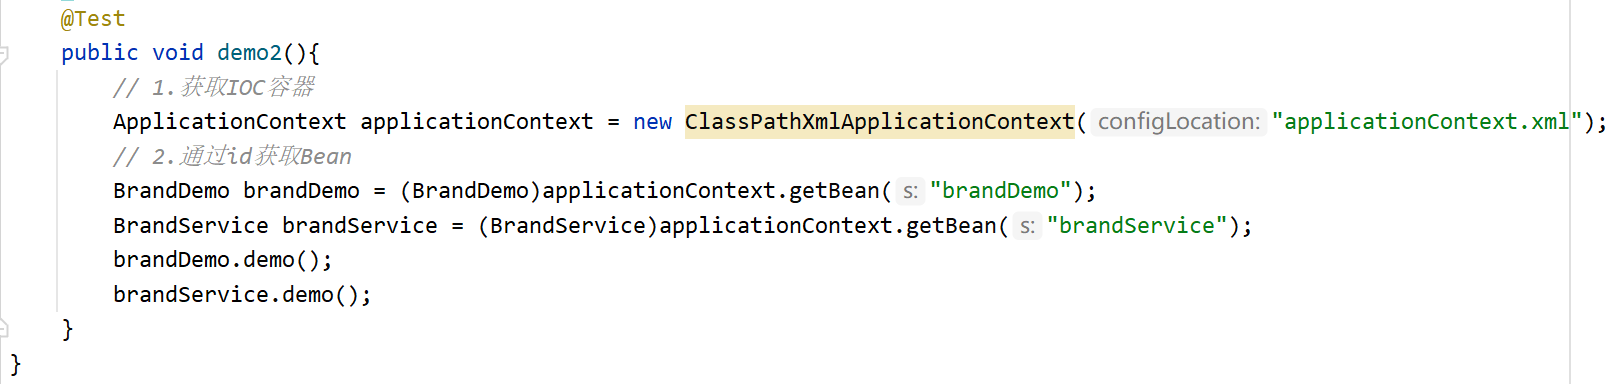 @Test
public void demo2(){
// 1.获取IOC容器
ApplicationContext applicationContext = new ClassPathXmlApplicationContext( configLocation: "applicationContext.xml");
// 2.通过id获取Bean
BrandDemo brandDemo = (BrandDemo)applicationContext.getBean( s: "brandDemo");
BrandService brandService = (BrandService)applicationContext.getBean( s: "brandService");
brandDemo.demo();
brandService.demo();
}
}